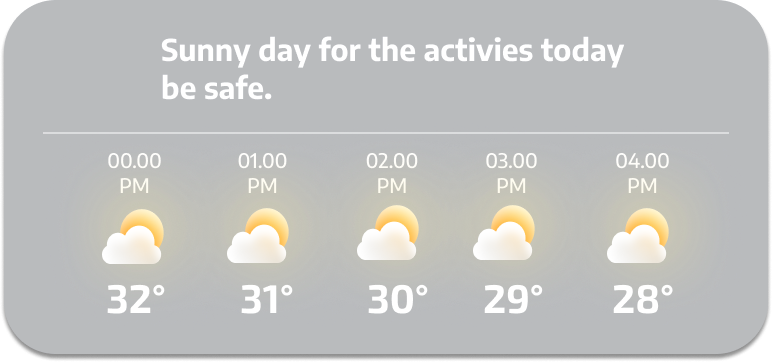 Sunny day for the activies today
be safe.
00.00 01.00 02.00 03.00 04.00
PM PM PM PM PM
32° 31° 30° 29° 28°